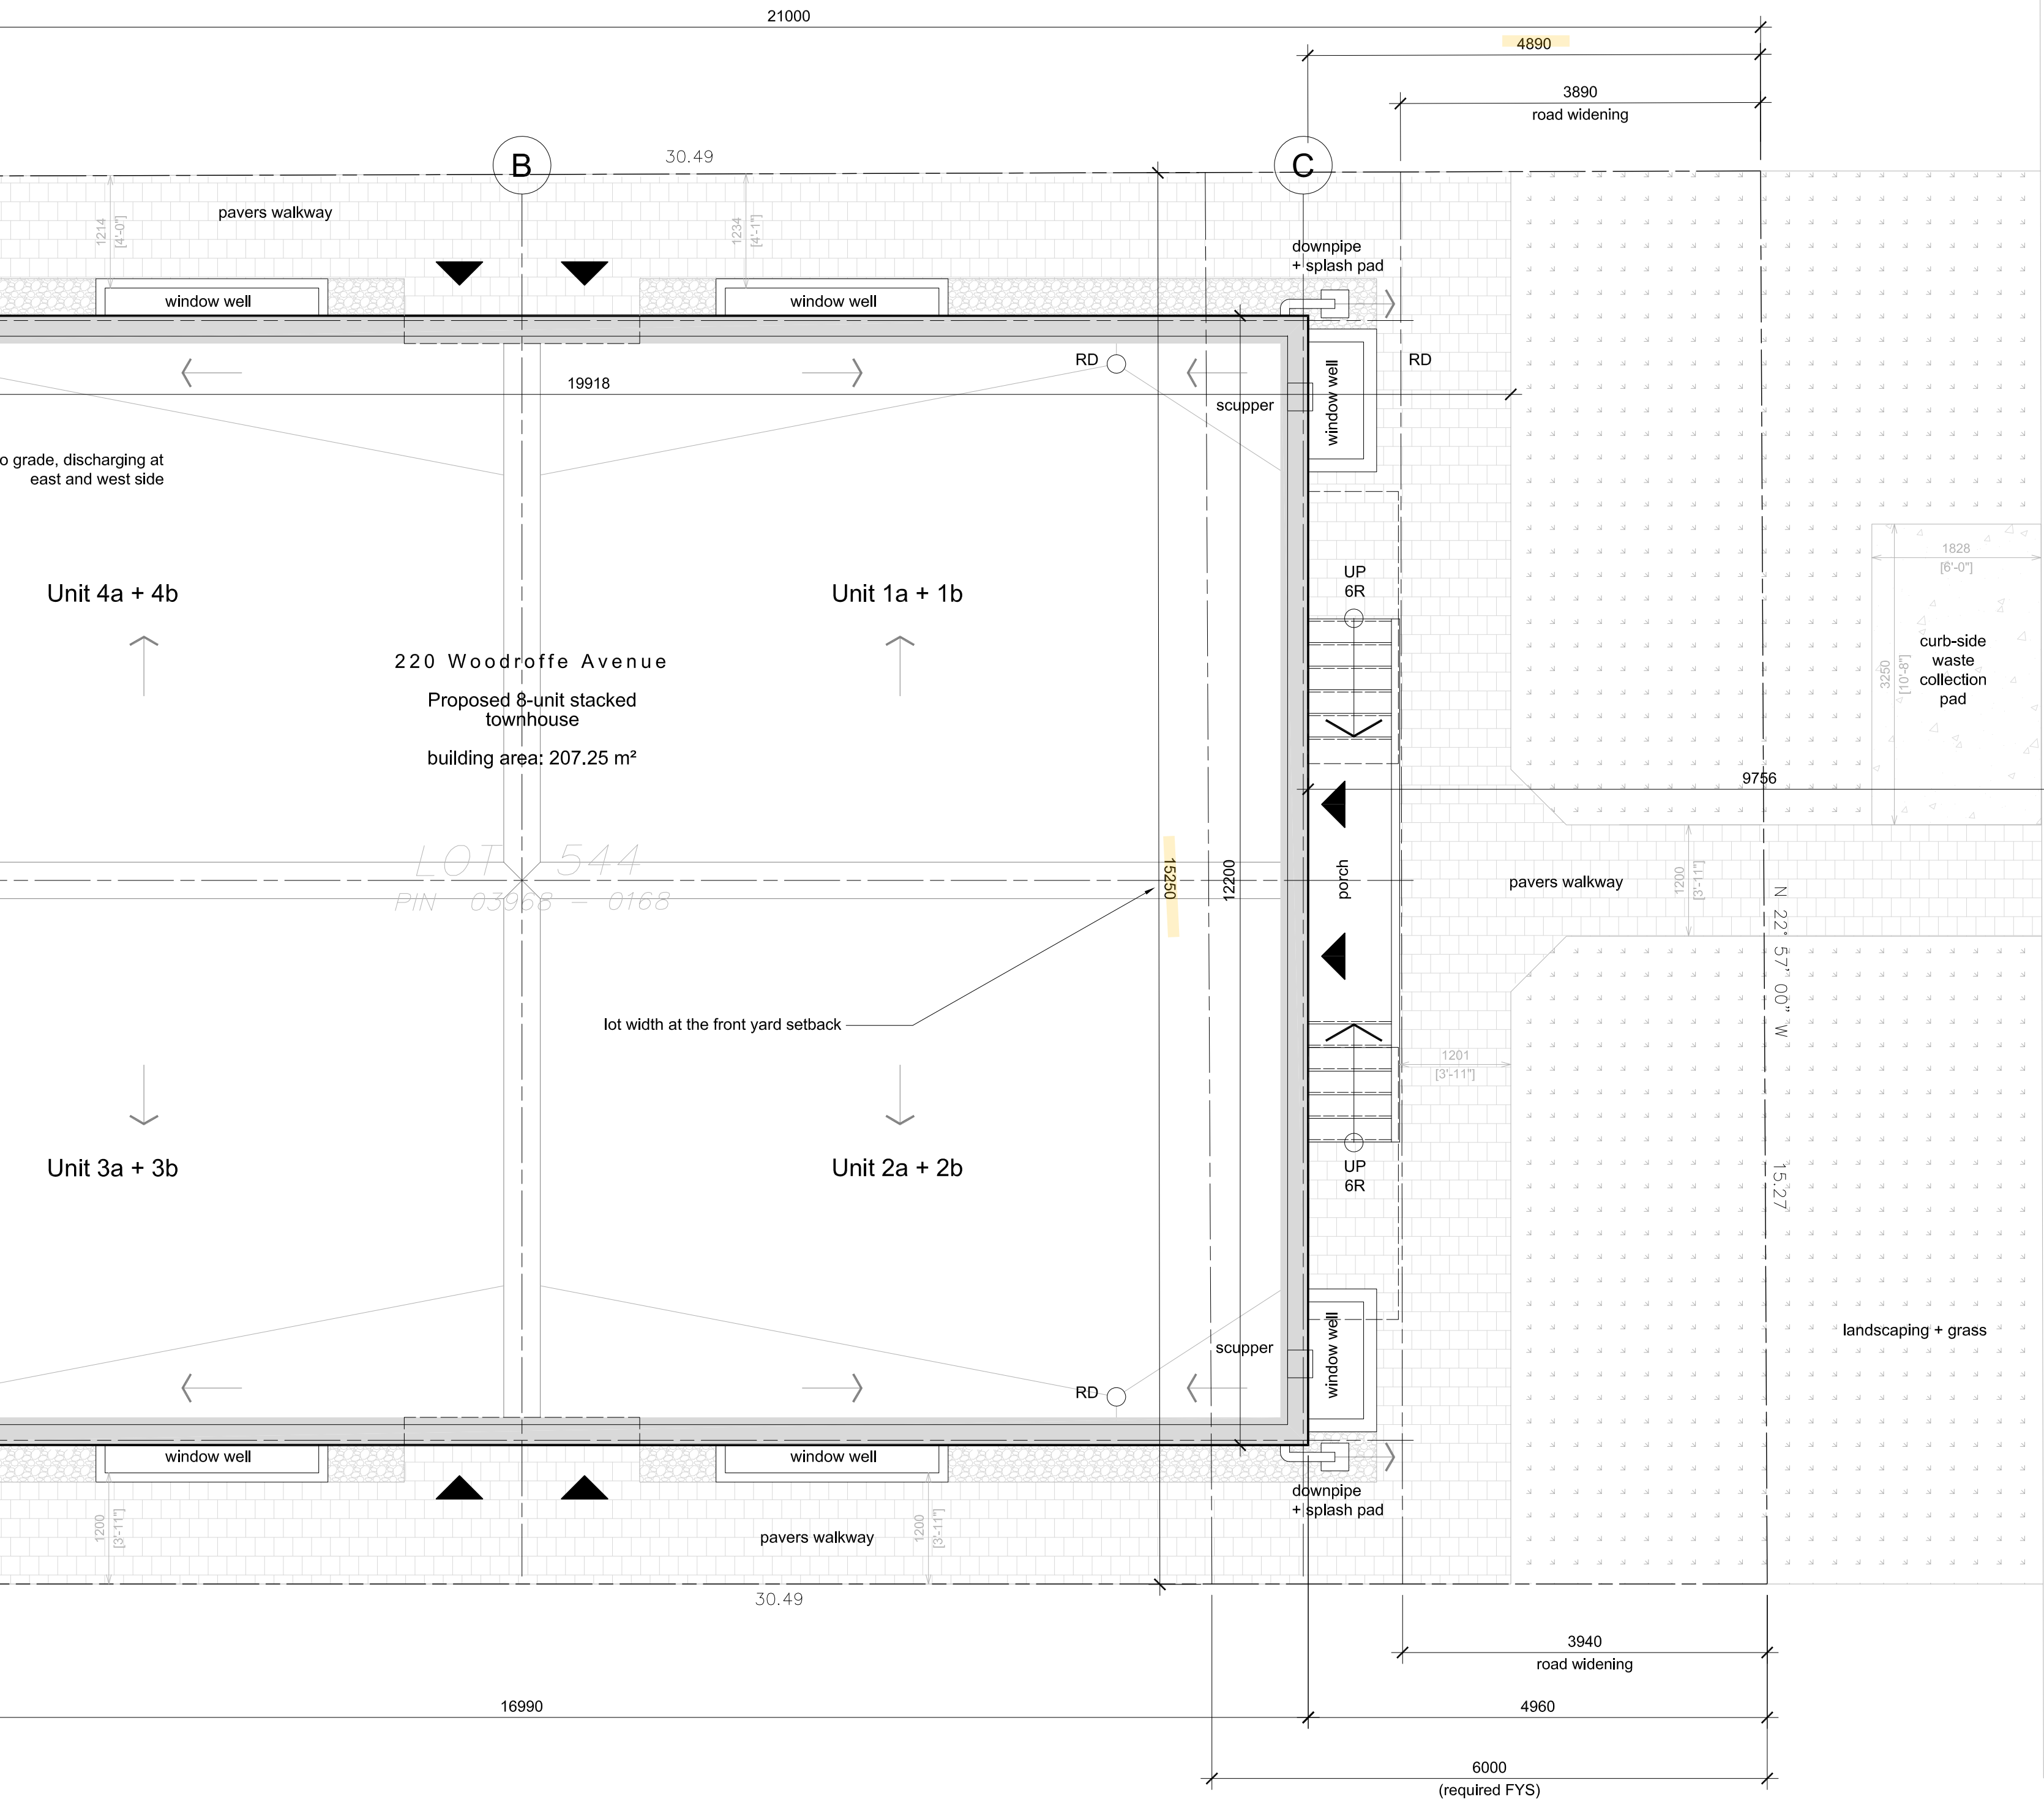 21000
4890
3890
road widening
B
30.49
C
pavers walkway
1214
[4'-0"]
1234
[4'-1"]
downpipe
+ splash pad
window well
window well
RD
RD
19918
window well
scupper
o grade, discharging at
east and west side
1828
[6'-0"]
UP
6R
Unit 4a + 4b
Unit 1a + 1b
220 Woodroffe Avenue
Proposed 8-unit stacked
townhouse
building area: 207.25 m²
3250
[10'-8"]
curb-side
waste
collection
pad
9756
LOT 544
PIN 03968 - 0168
15250
12200
porch
pavers walkway
1200
[3'-11"]
N 22° 57' 00" W
lot width at the front yard setback
1201
[3'-11"]
Unit 3a + 3b
Unit 2a + 2b
UP
6R
15.27
scupper
window well
landscaping + grass
RD
window well
window well
downpipe
+ splash pad
1200
[3'-11"]
pavers walkway
1200
[3'-11"]
30.49
3940
road widening
16990
4960
6000
(required FYS)